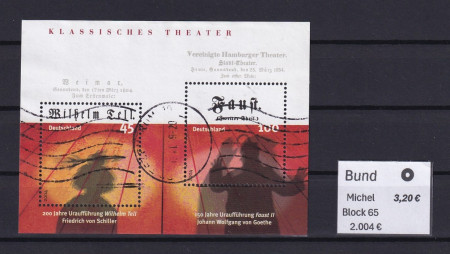 KLASSISCHES THEATER
Vereinigte Hamburger Theater.
Stadt-Theater.
Weimar.
Wilhelm Tell.
Faust.
Deutschland 45
Deutschland 100
200 Jahre Uraufführung Wilhelm Tell
Friedrich von Schiller
150 Jahre Uraufführung Faust II
Johann Wolfgang von Goethe
Bund
Michel 3,20 €
Block 65
2.004 €